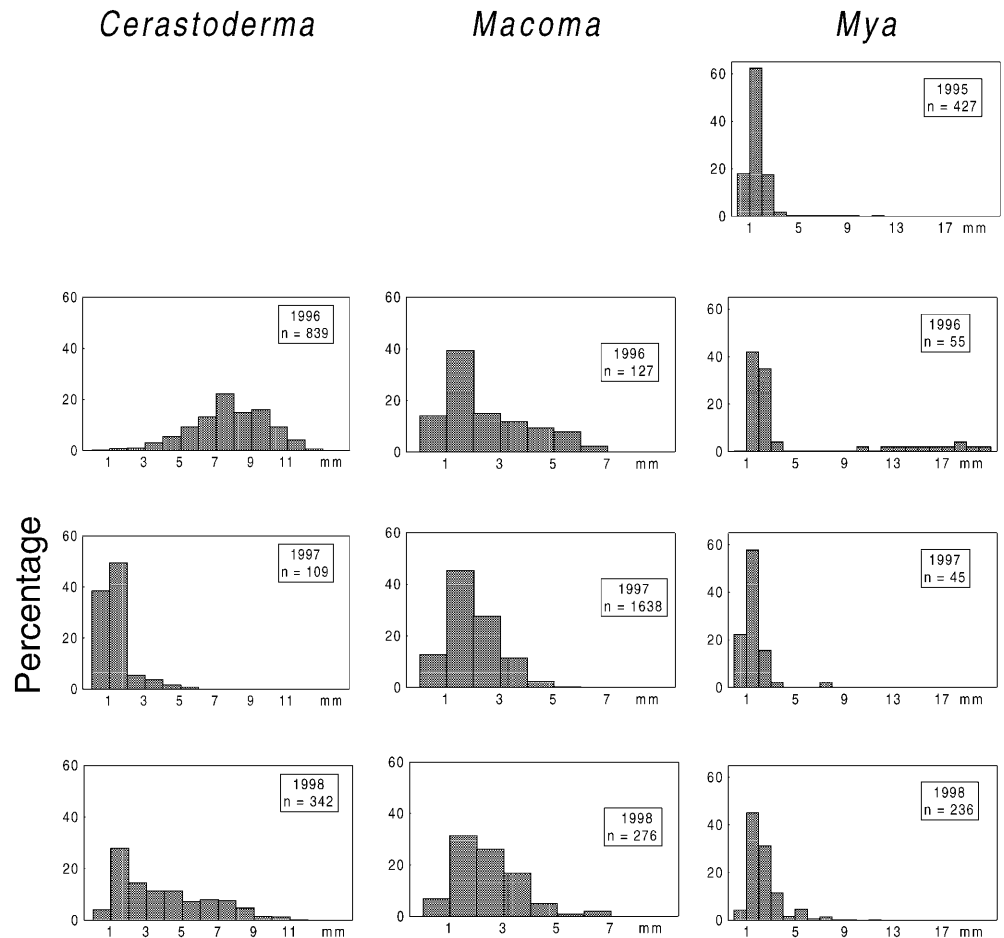 Cerastoderma Macoma Mya
60
40
20
0
1995
n = 427
1 5 9 13 17 mm
60
40
20
0
1996
n = 839
1 3 5 7 9 11 mm
60
40
20
0
1996
n = 127
1 3 5 7 mm
60
40
20
0
1996
n = 55
1 5 9 13 17 mm
Percentage
60
40
20
0
1997
n = 109
1 3 5 7 9 11 mm
60
40
20
0
1997
n = 1638
1 3 5 7 mm
60
40
20
0
1997
n = 45
1 5 9 13 17 mm
60
40
20
0
1998
n = 342
1 3 5 7 9 11 mm
60
40
20
0
1998
n = 276
1 3 5 7 mm
60
40
20
0
1998
n = 236
1 5 9 13 17 mm